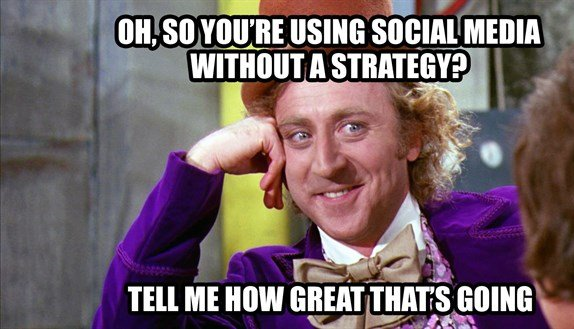 OH, SO YOU'RE USING SOCIAL MEDIA
WITHOUT A STRATEGY?
TELL ME HOW GREAT THAT'S GOING